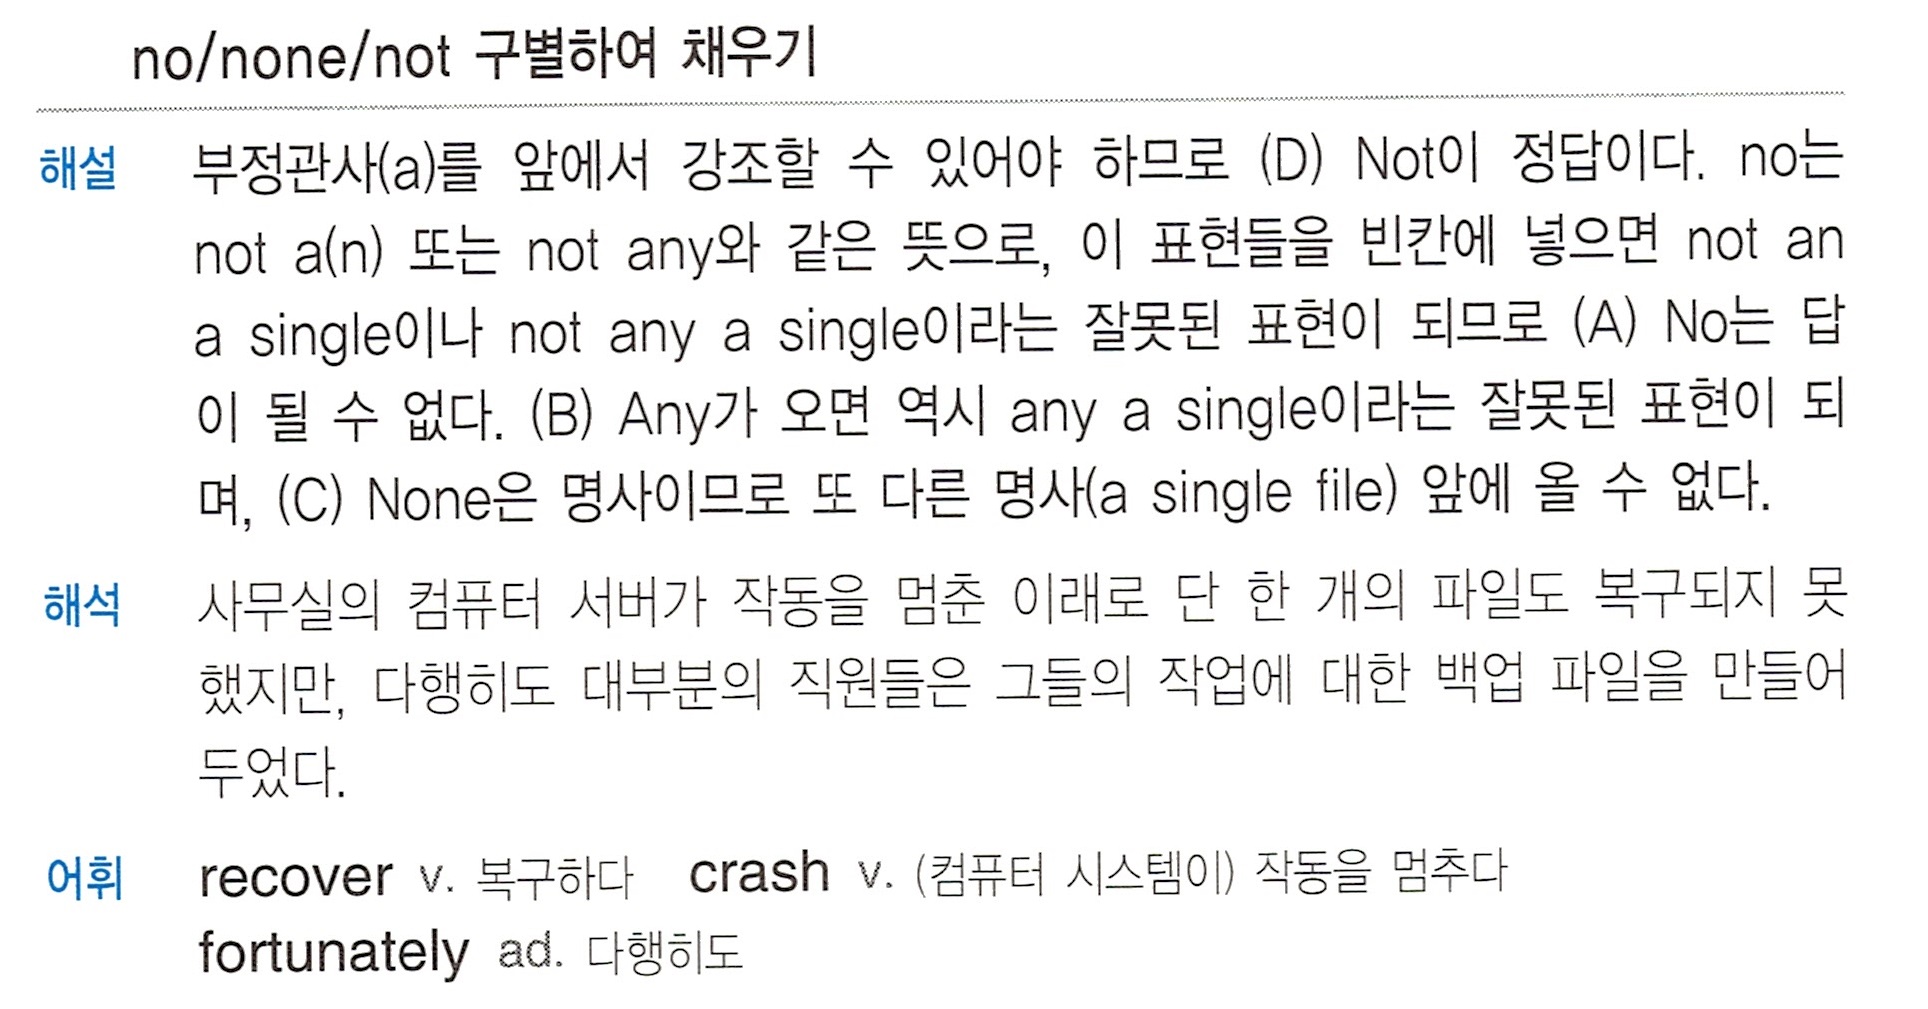 no/none/not 구별하여 채우기
해설 부정관사(a)를 앞에서 강조할 수 있어야 하므로 (D) Not이 정답이다. no는
not a(n) 또는 not any와 같은 뜻으로, 이 표현들을 빈칸에 넣으면 not an
a single이나 not any a single이라는 잘못된 표현이 되므로 (A) No는 답
이 될 수 없다. (B) Any가 오면 역시 any a single이라는 잘못된 표현이 되
며, (C) None은 명사이므로 또 다른 명사(a single file) 앞에 올 수 없다.
해석 사무실의 컴퓨터 서버가 작동을 멈춘 이래로 단 한 개의 파일도 복구되지 못
했지만, 다행히도 대부분의 직원들은 그들의 작업에 대한 백업 파일을 만들어
두었다.
어휘 recover v. 복구하다 crash v. (컴퓨터 시스템이) 작동을 멈추다
fortunately ad. 다행히도